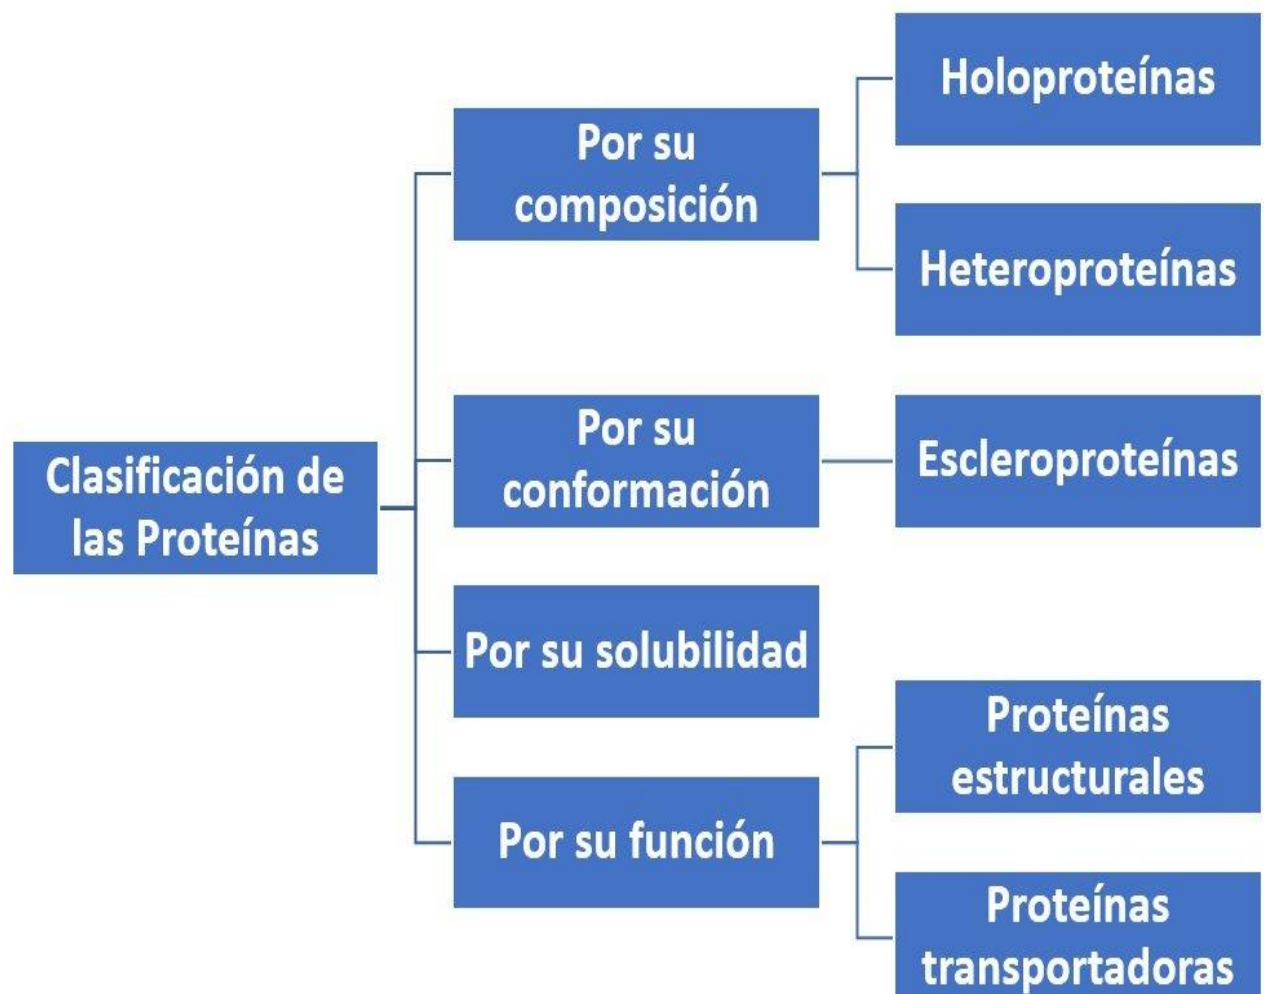 Clasificación de
las Proteínas
Por su
composición
Holoproteínas
Heteroproteínas
Por su
conformación
Escleroproteínas
Por su solubilidad
Por su función
Proteínas
estructurales
Proteínas
transportadoras